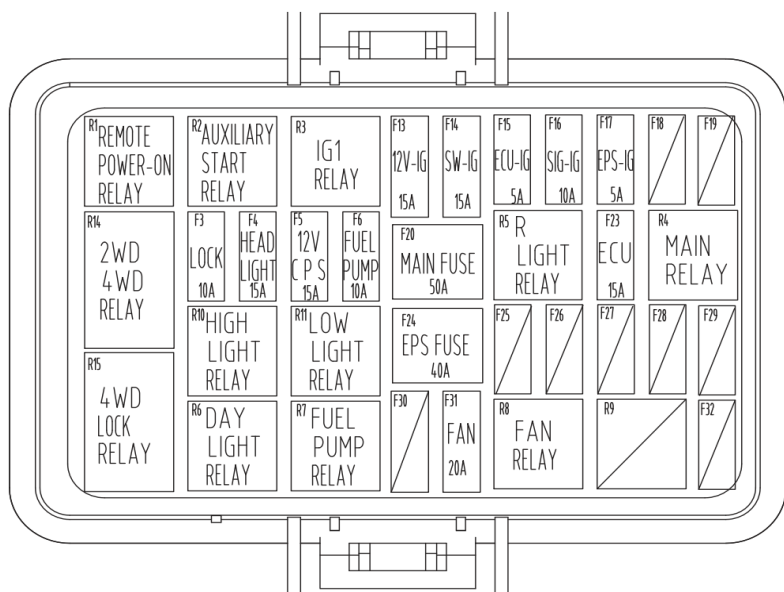 R1 REMOTE
POWER-ON
RELAY
R2 AUXILIARY
START
RELAY
R3
IG1
RELAY
F13
12V-IG
15A
F14
SW-IG
15A
F15
ECU-IG
5A
F16
SIG-IG
10A
F17
EPS-IG
5A
F18
F19
R14
2WD
4WD
RELAY
F3
LOCK
10A
F4
HEAD
LIGHT
15A
F5
12V
CPS
15A
F6
FUEL
PUMP
10A
F20
MAIN FUSE
50A
R5 R
LIGHT
RELAY
F23
ECU
15A
R4
MAIN
RELAY
R10 HIGH
LIGHT
RELAY
R11 LOW
LIGHT
RELAY
F24
EPS FUSE
40A
F25
F26
F27
F28
F29
R15
4WD
LOCK
RELAY
R6 DAY
LIGHT
RELAY
R7 FUEL
PUMP
RELAY
F30
F31
FAN
20A
R8
FAN
RELAY
R9
F32